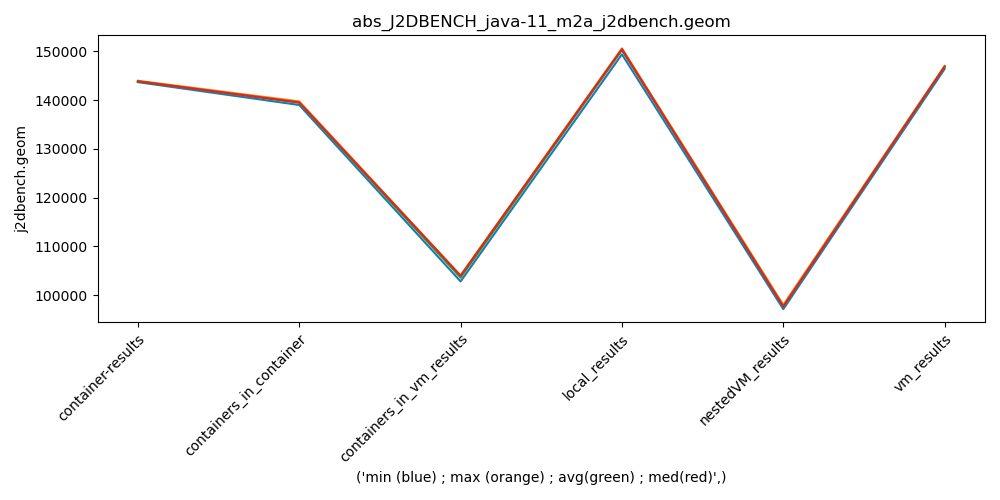 abs_J2DBENCH_java-11_m2a_j2dbench.geom
150000
140000
130000
120000
110000
100000
j2dbench.geom
container-results
containers_in_container
containers_in_vm_results
local_results
nestedVM_results
vm_results
('min (blue) ; max (orange) ; avg(green) ; med(red)',)